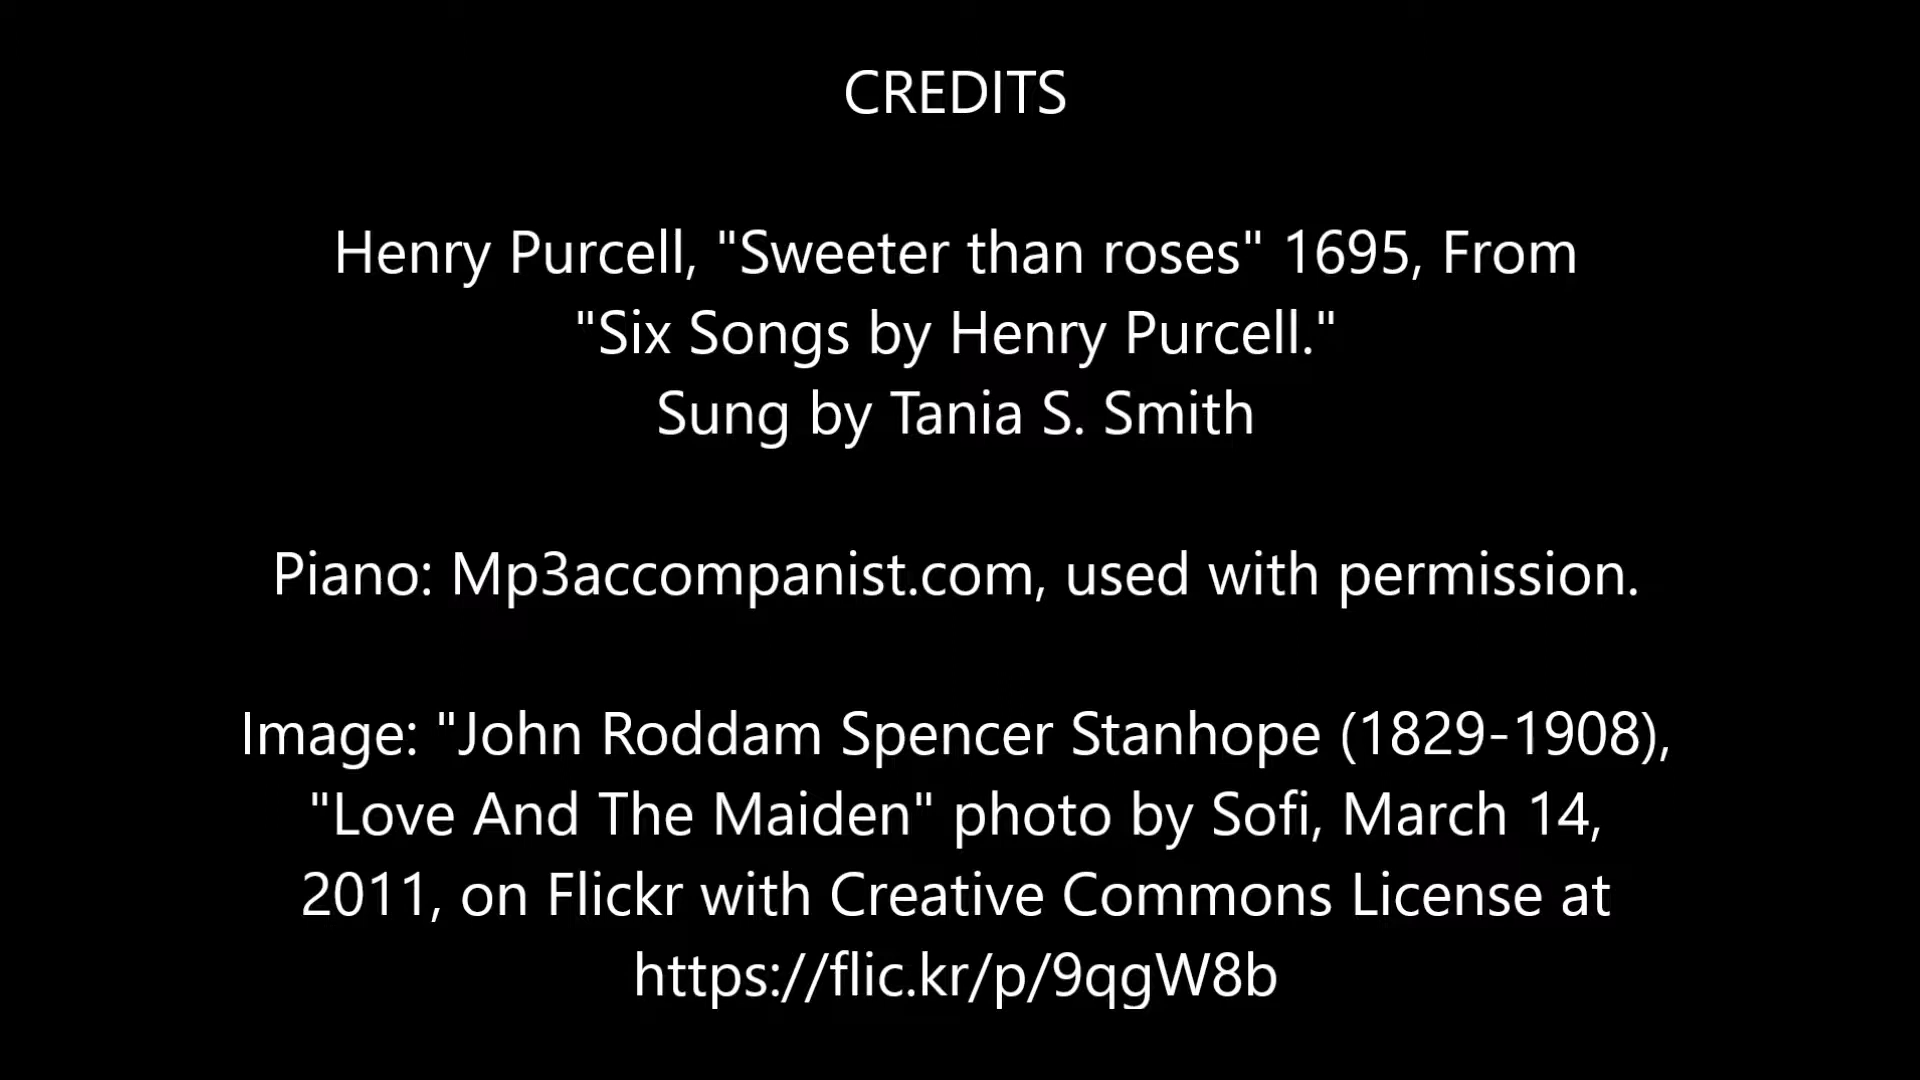 CREDITS
Henry Purcell, "Sweeter than roses" 1695, From
"Six Songs by Henry Purcell."
Sung by Tania S. Smith
Piano: Mp3accompanist.com, used with permission.
Image: "John Roddam Spencer Stanhope (1829-1908),
"Love And The Maiden" photo by Sofi, March 14,
2011, on Flickr with Creative Commons License at
https://flic.kr/p/9qgW8b